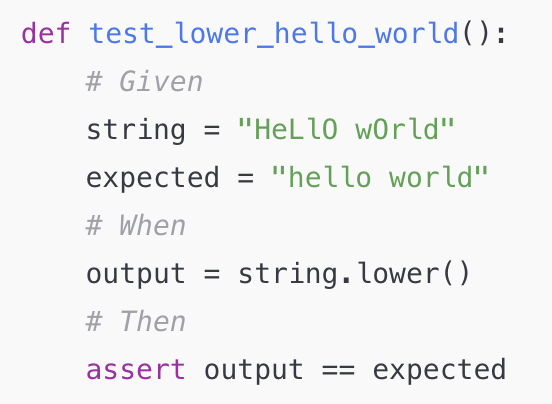 def test_lower_hello_world():
    # Given
    string = "HeLlO wOrld"
    expected = "hello world"
    # When
    output = string.lower()
    # Then
    assert output == expected